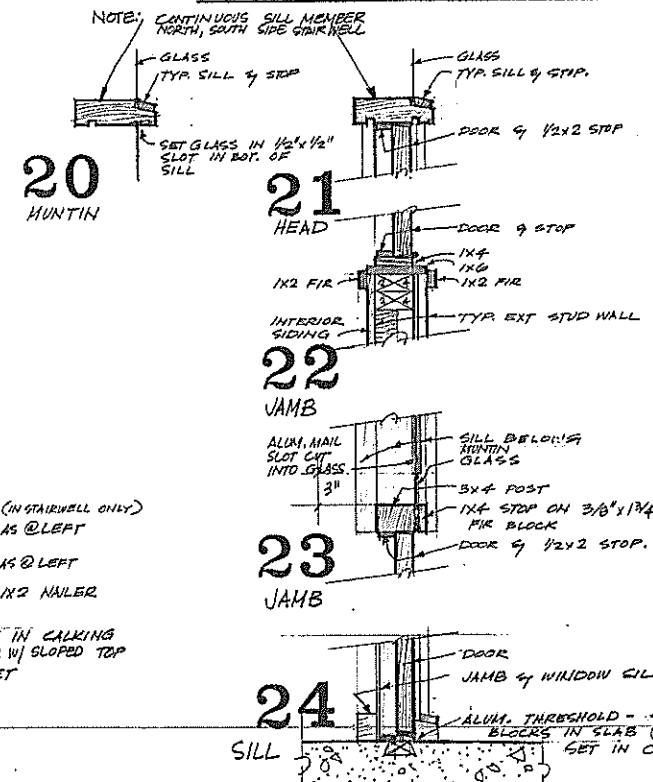 NOTE: CONTINUOUS SILL MEMBER
NORTH, SOUTH SIDE STAIRWELL
GLASS
TYP. SILL & STOP
SET GLASS IN 1/2"x1/2"
SLOT IN BOT. OF
SILL
20
MUNTIN
GLASS
TYP. SILL & STOP.
DOOR & 1/2x2 STOP
21
HEAD
DOOR & STOP
1X4
1X6
1X2 FIR
1X2 FIR
INTERIOR
SIDING
TYP. EXT STUD WALL
22
JAMB
ALUM. MAIL
SLOT CUT
INTO GLASS
3"
SILL BELOW &
MUNTIN
GLASS
3x4 POST
1X4 STOP ON 3/8"x1 3/4
FIR BLOCK
DOOR & 1/2x2 STOP.
23
JAMB
(IN STAIRWELL ONLY)
AS @ LEFT
AS @ LEFT
1X2 NAILER
IN CALKING
W/ SLOPED TOP
DOOR
JAMB & WINDOW SIL
ALUM. THRESHOLD -
BLOCKS IN SLAB
SET IN C
24
SILL